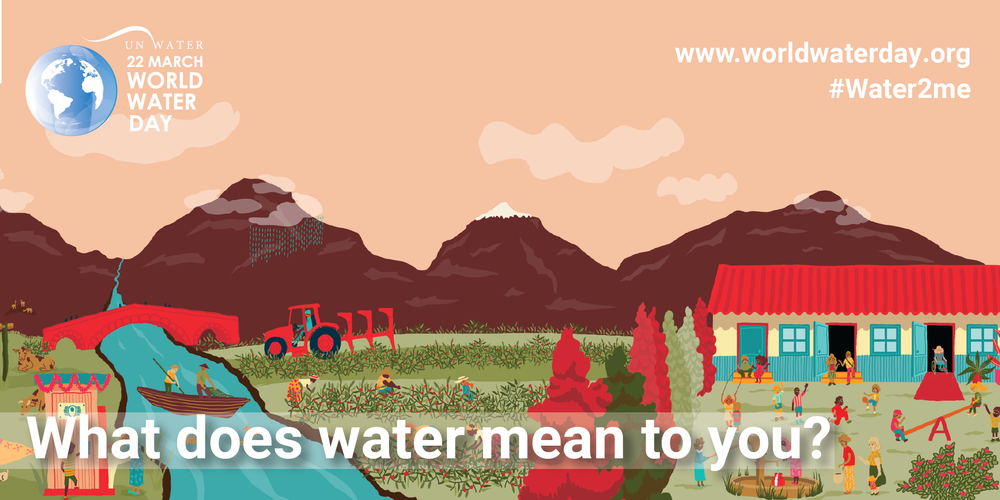 UN WATER
22 MARCH
WORLD
WATER
DAY
www.worldwaterday.org
#Water2me
What does water mean to you?